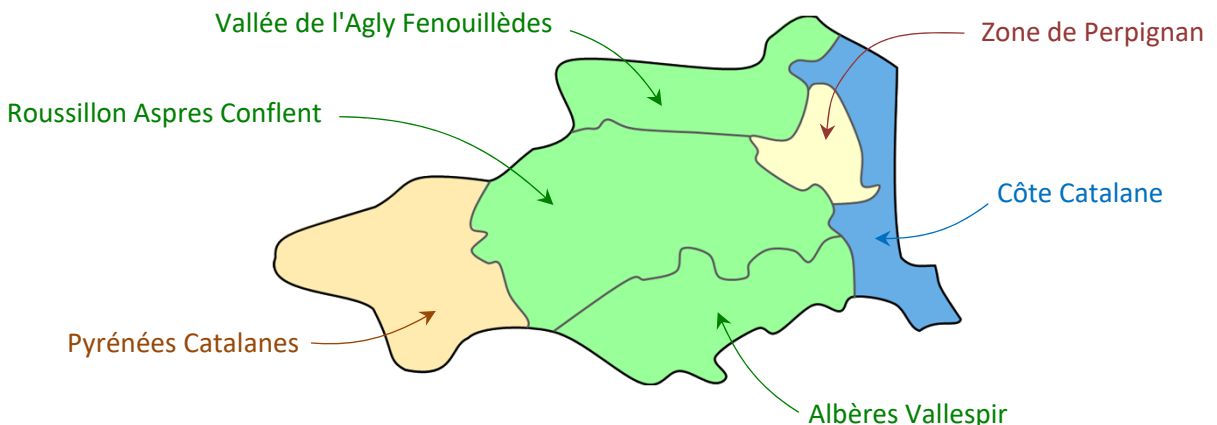 Vallée de l'Agly Fenouillèdes
Zone de Perpignan
Roussillon Aspres Conflent
Côte Catalane
Pyrénées Catalanes
Albères Vallespir